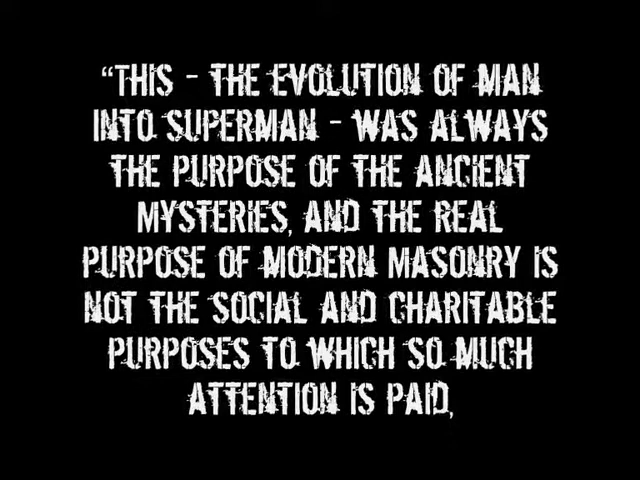 “THIS - THE EVOLUTION OF MAN
INTO SUPERMAN - WAS ALWAYS
THE PURPOSE OF THE ANCIENT
MYSTERIES, AND THE REAL
PURPOSE OF MODERN MASONRY IS
NOT THE SOCIAL AND CHARITABLE
PURPOSES TO WHICH SO MUCH
ATTENTION IS PAID,